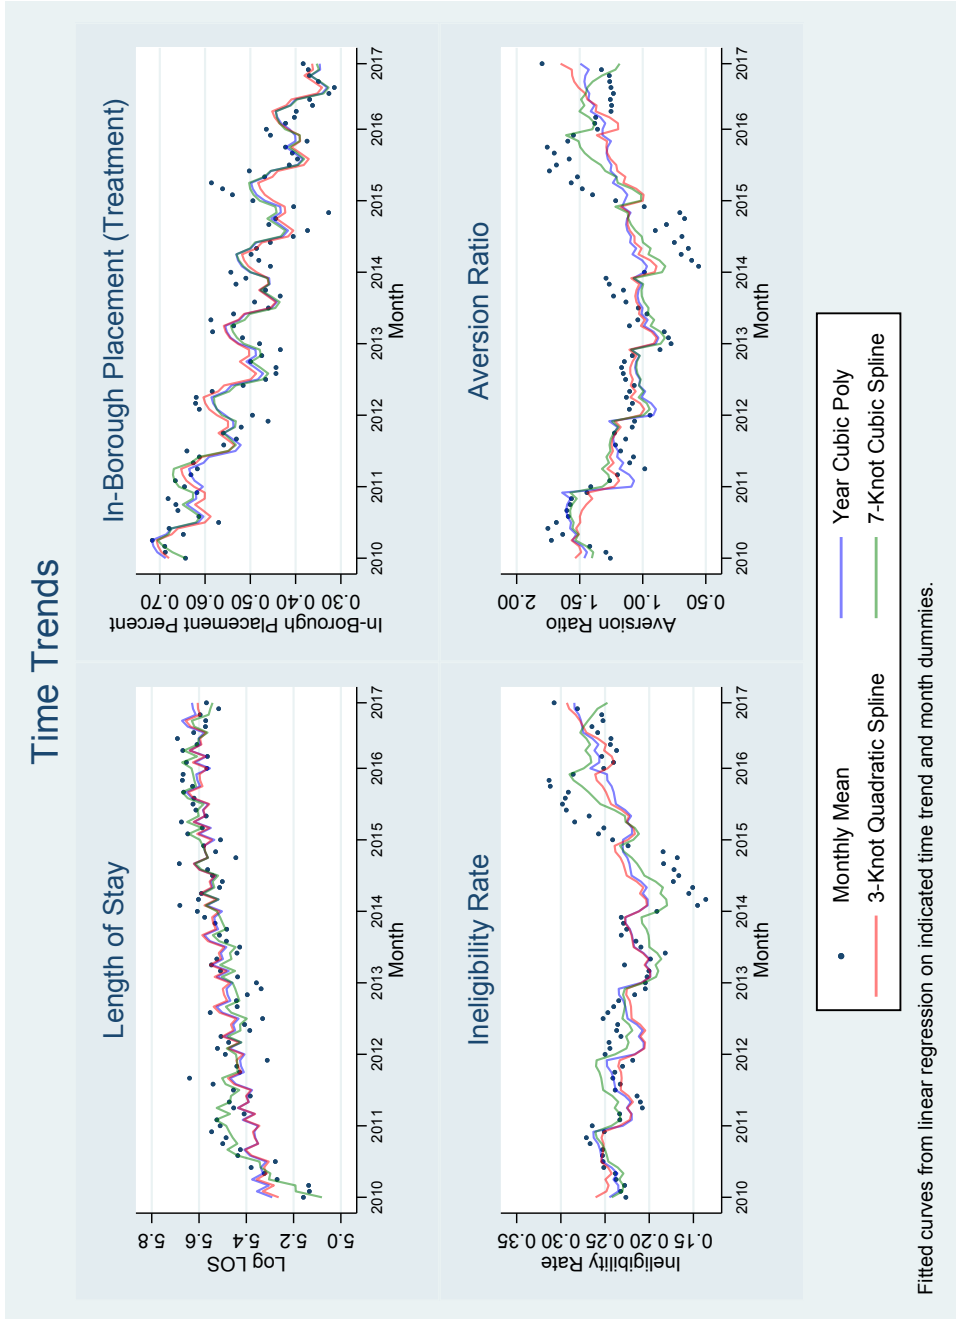 Time Trends
Length of Stay
Log LOS
5.8
5.6
5.4
5.2
5.0
2010 2011 2012 2013 2014 2015 2016 2017
Month
In-Borough Placement (Treatment)
In-Borough Placement Percent
0.70
0.60
0.50
0.40
0.30
2010 2011 2012 2013 2014 2015 2016 2017
Month
Ineligibility Rate
Ineligibility Rate
0.35
0.30
0.25
0.20
0.15
2010 2011 2012 2013 2014 2015 2016 2017
Month
Aversion Ratio
Aversion Ratio
2.00
1.50
1.00
0.50
2010 2011 2012 2013 2014 2015 2016 2017
Month
Monthly Mean Year Cubic Poly
3-Knot Quadratic Spline 7-Knot Cubic Spline
Fitted curves from linear regression on indicated time trend and month dummies.